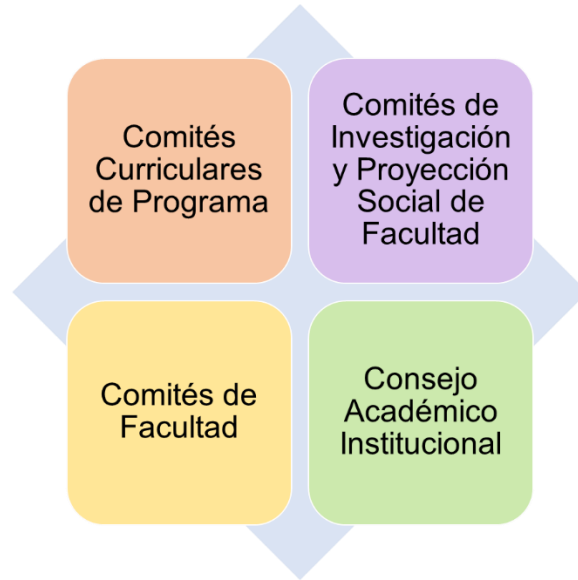 Comités
Curriculares
de Programa
Comités de
Investigación
y Proyección
Social de
Facultad
Comités de
Facultad
Consejo
Académico
Institucional